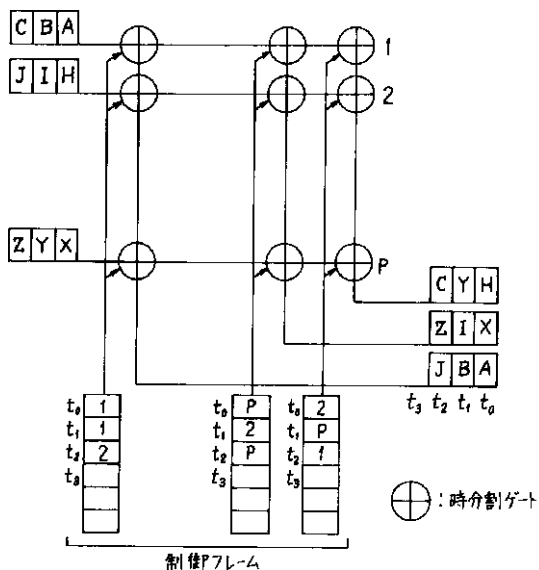 C B A
1
J I H
2
Z Y X
P
C Y H
Z I X
J B A
t₃ t₂ t₁ t₀
t₀ 1
t₁ 1
t₂ 2
t₃
t₀ P
t₁ 2
t₂ P
t₃
t₀ 2
t₁ P
t₂ 1
t₃
:時分割ゲート
制御フレーム